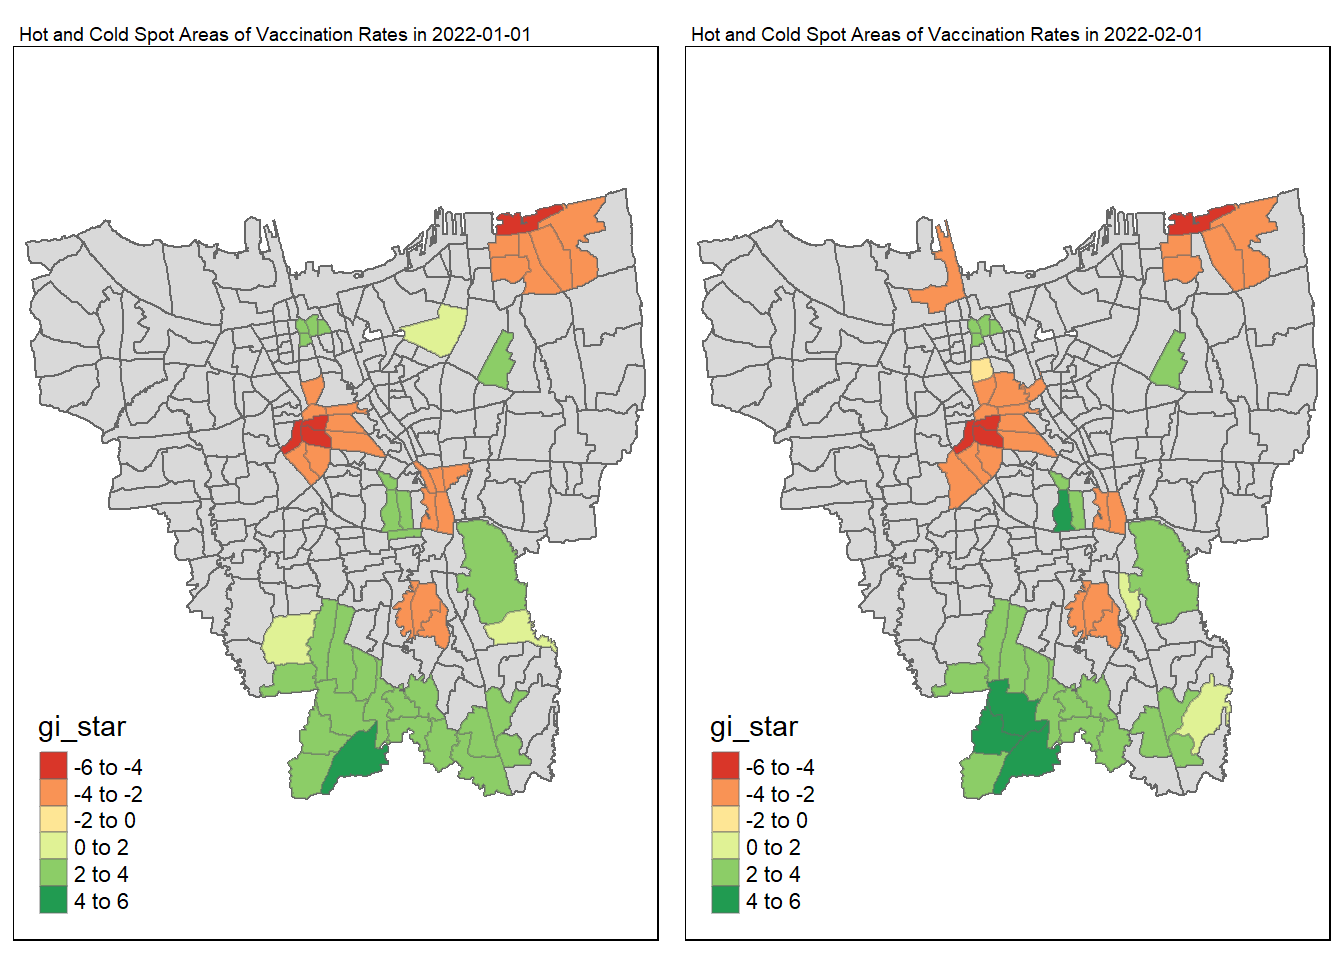 Hot and Cold Spot Areas of Vaccination Rates in 2022-01-01
gi_star
-6 to -4
-4 to -2
-2 to 0
0 to 2
2 to 4
4 to 6
Hot and Cold Spot Areas of Vaccination Rates in 2022-02-01
gi_star
-6 to -4
-4 to -2
-2 to 0
0 to 2
2 to 4
4 to 6